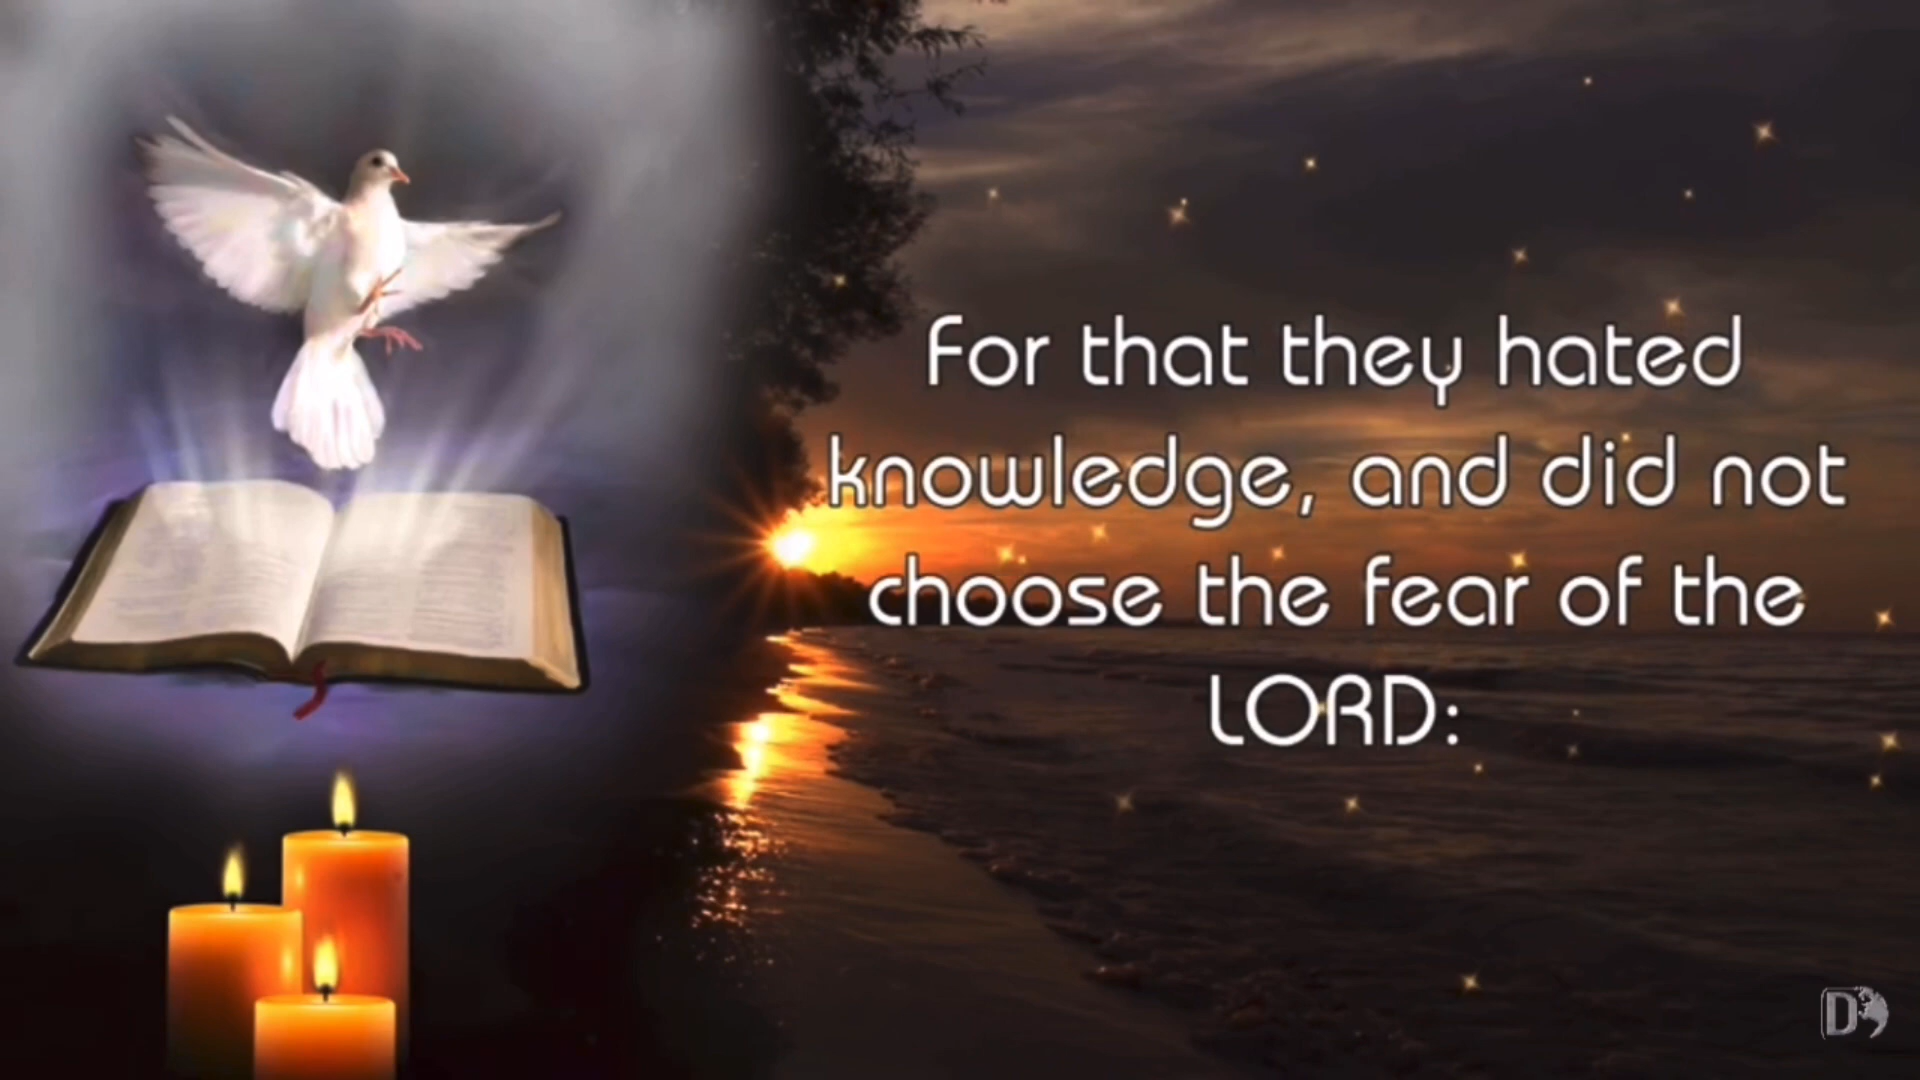 For that they hated
knowledge, and did not
choose the fear of the
LORD:
D